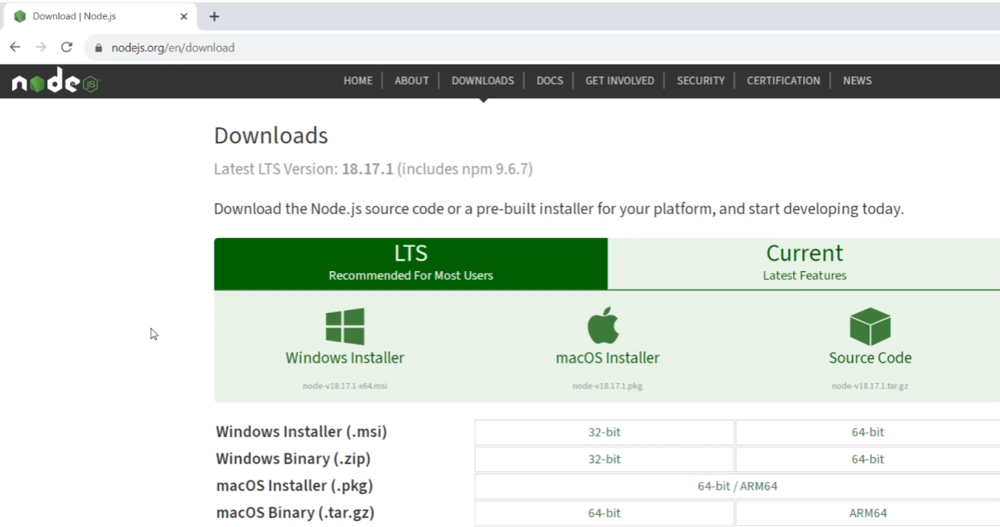 Download | Node.js
nodejs.org/en/download
node JS
HOME ABOUT DOWNLOADS DOCS GET INVOLVED SECURITY CERTIFICATION NEWS
Downloads
Latest LTS Version: 18.17.1 (includes npm 9.6.7)
Download the Node.js source code or a pre-built installer for your platform, and start developing today.
LTS
Recommended For Most Users
Current
Latest Features
Windows Installer
node-v18.17.1-x64.msi
macOS Installer
node-v18.17.1.pkg
Source Code
node-v18.17.1.tar.gz
Windows Installer (.msi) 32-bit 64-bit
Windows Binary (.zip) 32-bit 64-bit
macOS Installer (.pkg) 64-bit / ARM64
macOS Binary (.tar.gz) 64-bit ARM64